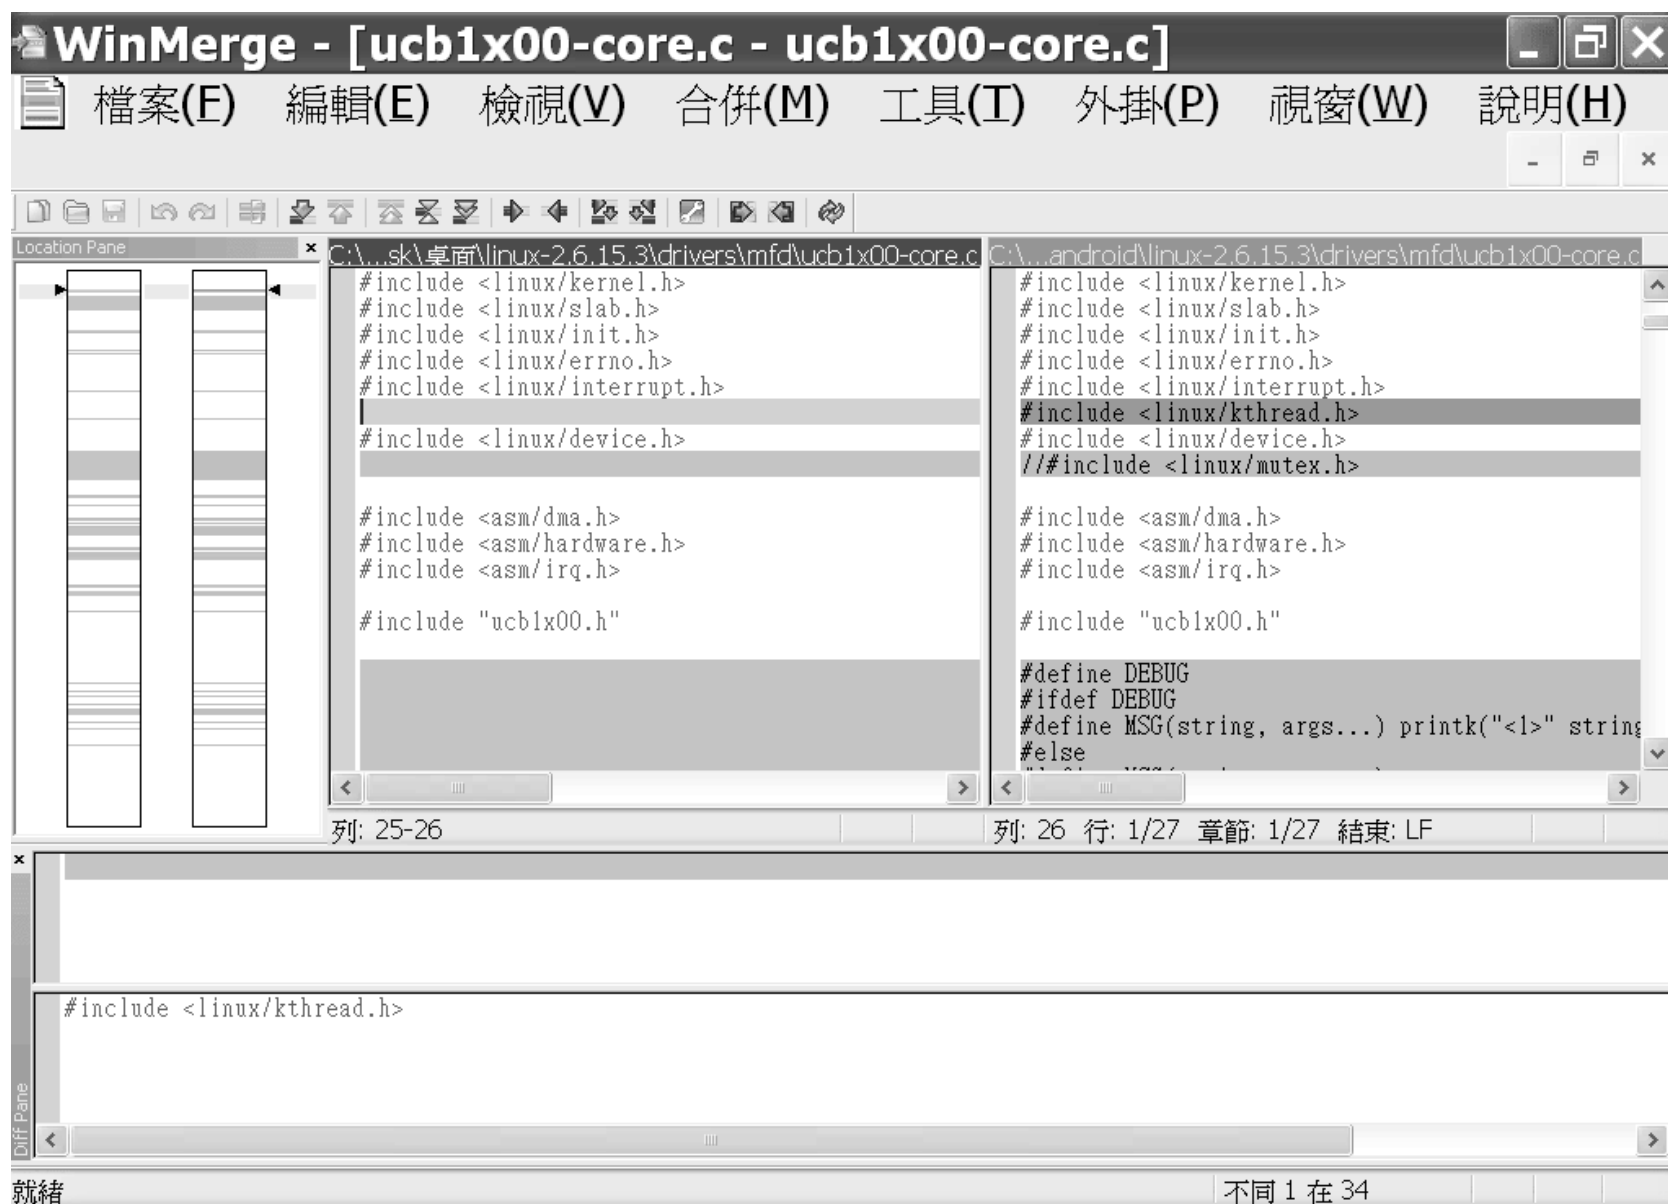 WinMerge - [ucb1x00-core.c - ucb1x00-core.c]
檔案(F) 編輯(E) 檢視(V) 合併(M) 工具(T) 外掛(P) 視窗(W) 說明(H)
Location Pane
C:\...sk\桌面\linux-2.6.15.3\drivers\mfd\ucb1x00-core.c
#include <linux/kernel.h>
#include <linux/slab.h>
#include <linux/init.h>
#include <linux/errno.h>
#include <linux/interrupt.h>
#include <linux/device.h>
#include <asm/dma.h>
#include <asm/hardware.h>
#include <asm/irq.h>
#include "ucb1x00.h"
列: 25-26
C:\...android\linux-2.6.15.3\drivers\mfd\ucb1x00-core.c
#include <linux/kernel.h>
#include <linux/slab.h>
#include <linux/init.h>
#include <linux/errno.h>
#include <linux/interrupt.h>
#include <linux/kthread.h>
#include <linux/device.h>
//#include <linux/mutex.h>
#include <asm/dma.h>
#include <asm/hardware.h>
#include <asm/irq.h>
#include "ucb1x00.h"
#define DEBUG
#ifdef DEBUG
#define MSG(string, args...) printk("<1>" string
#else
列: 26 行: 1/27 章節: 1/27 結束: LF
Diff Pane
#include <linux/kthread.h>
就緒
不同 1 在 34